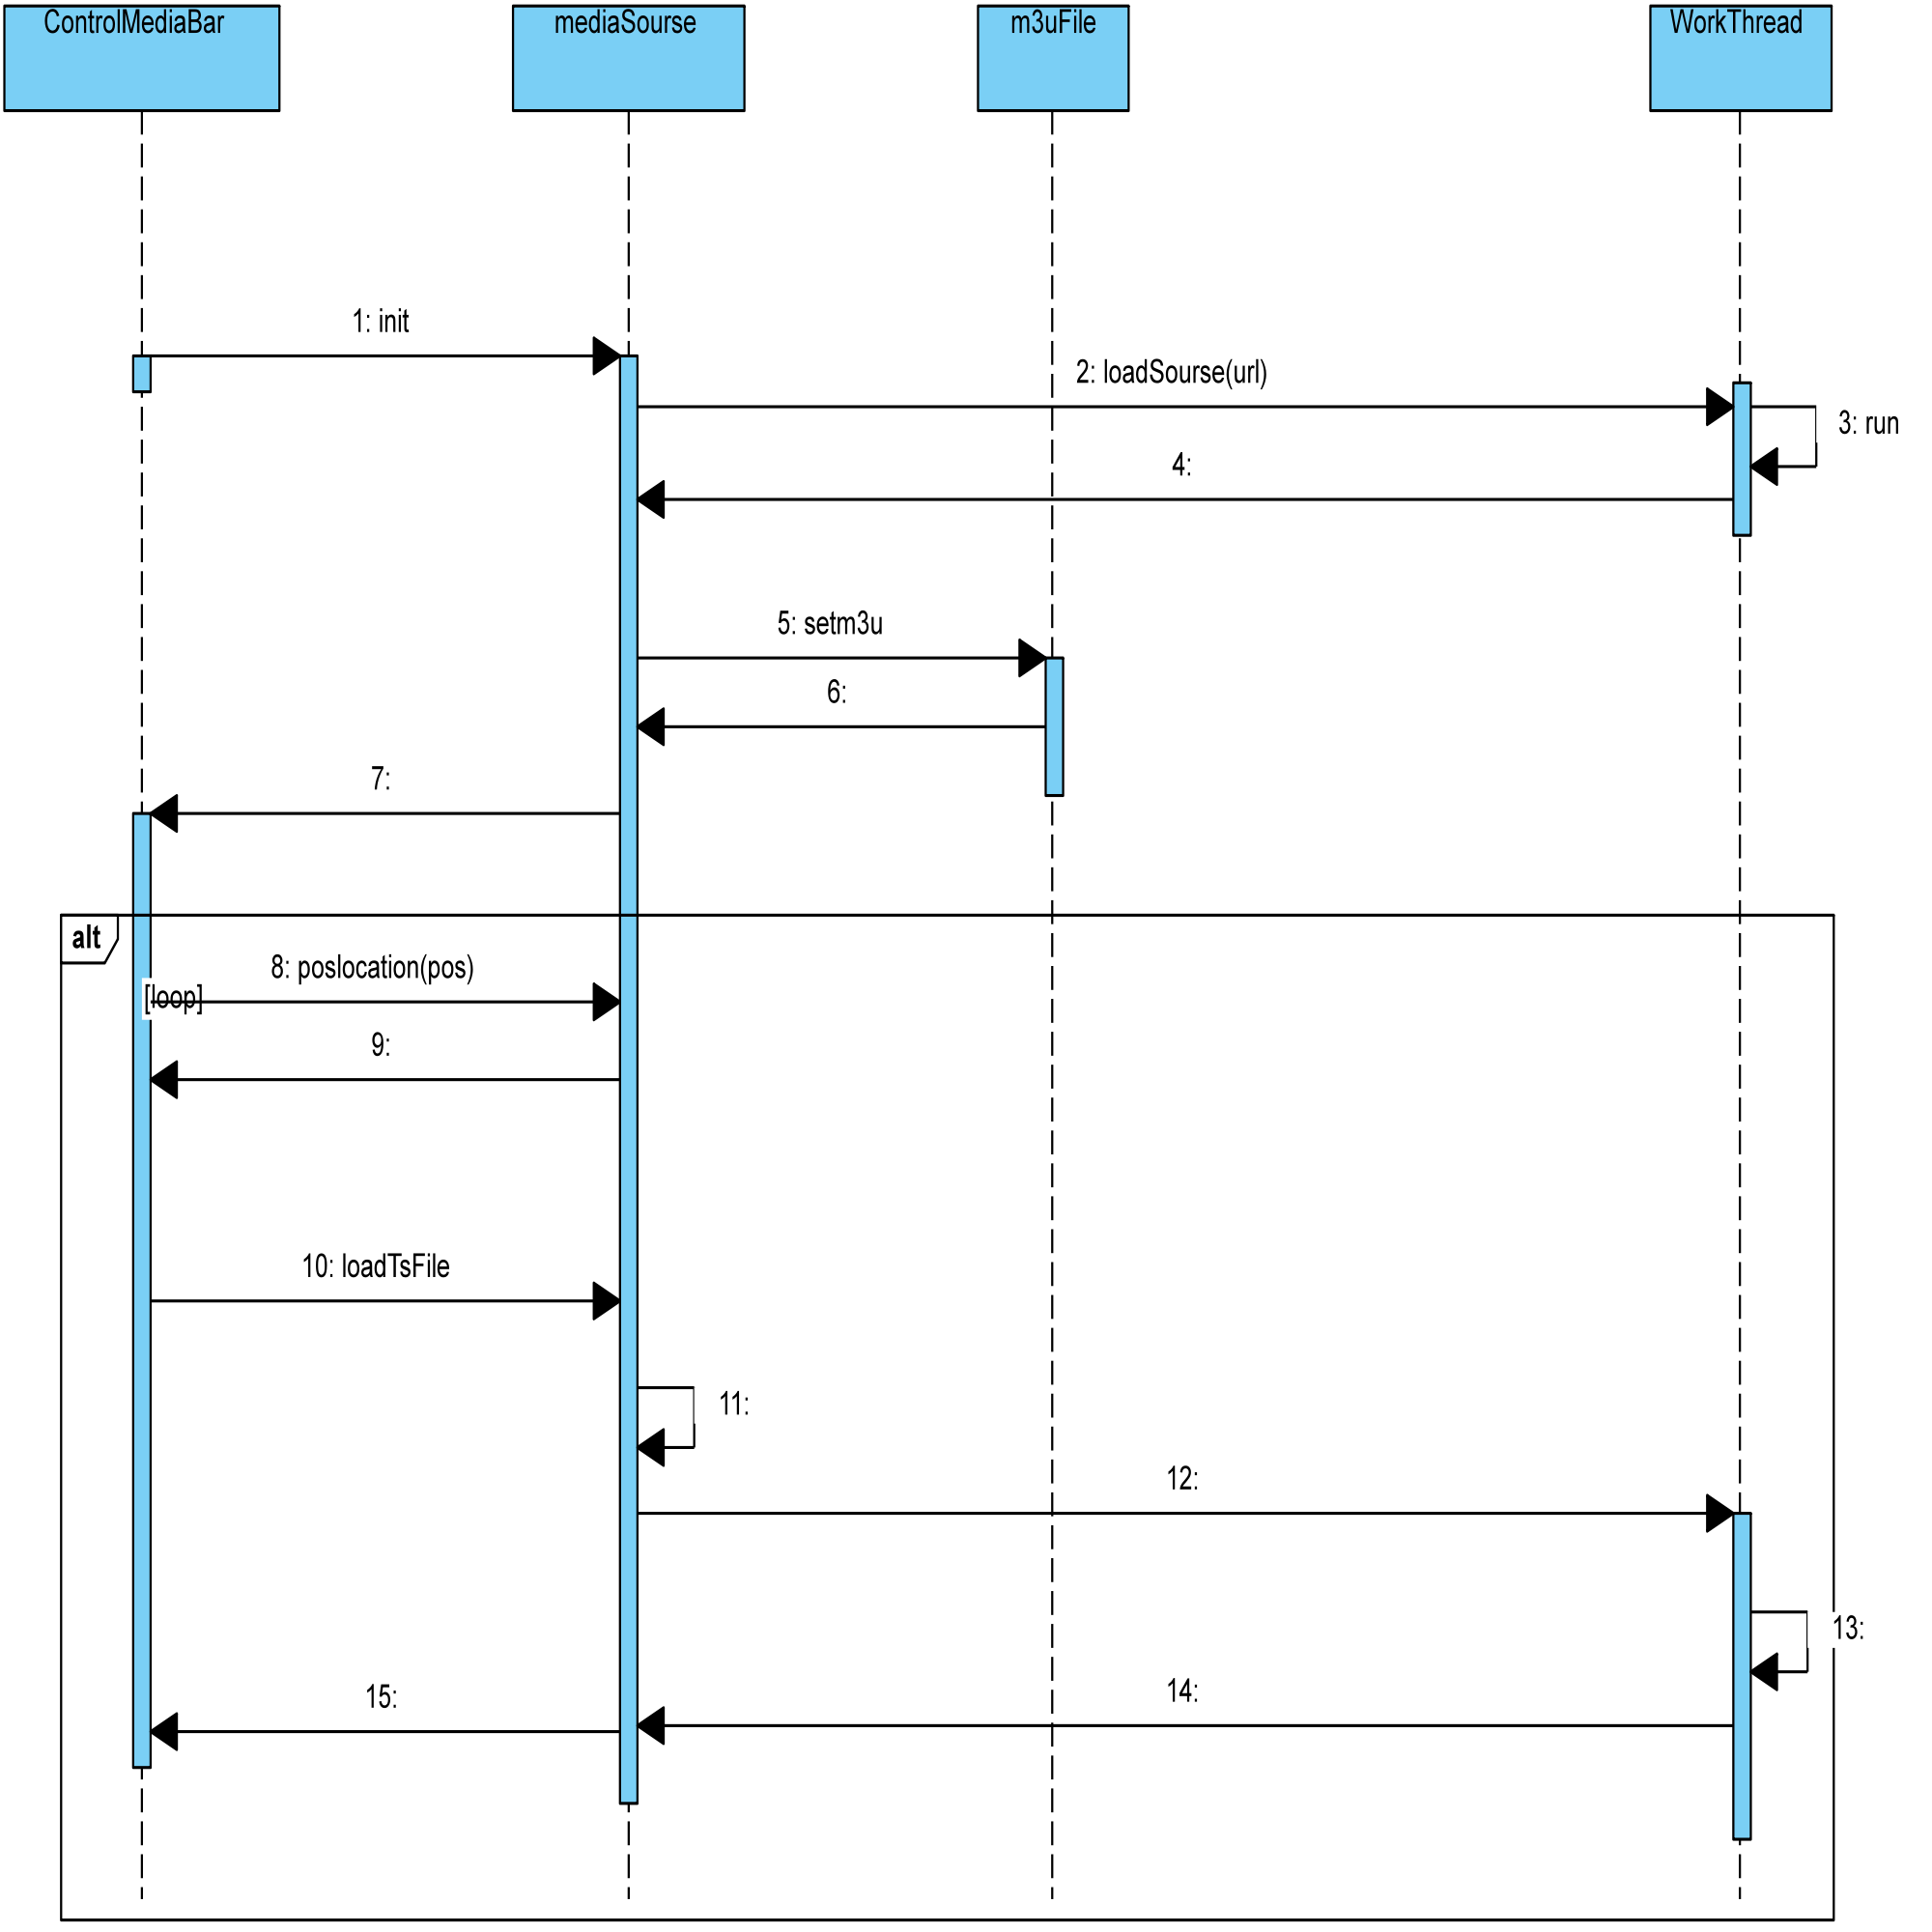 ControlMediaBar
mediaSourse
m3uFile
WorkThread
1: init
2: loadSourse(url)
3: run
4:
5: setm3u
6:
7:
alt
8: poslocation(pos)
[loop]
9:
10: loadTsFile
11:
12:
13:
14:
15: